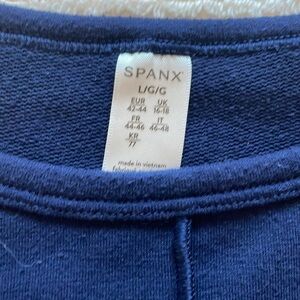 SPANX®
L/G/G
EUR UK
42-44 16-18
FR IT
44-46 46-48
KR
77
made in vietnam